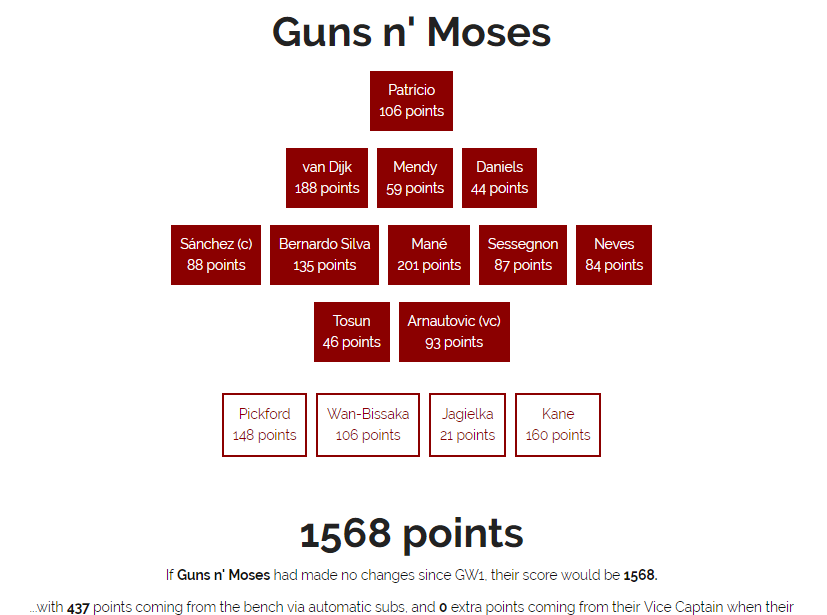 Guns n' Moses
Patrício
106 points
van Dijk Mendy Daniels
188 points 59 points 44 points
Sánchez (c) Bernardo Silva Mané Sessegnon Neves
88 points 135 points 201 points 87 points 84 points
Tosun Arnautovic (vc)
46 points 93 points
Pickford Wan-Bissaka Jagielka Kane
148 points 106 points 21 points 160 points
1568 points
If Guns n' Moses had made no changes since GW1, their score would be 1568.
...with 437 points coming from the bench via automatic subs, and 0 extra points coming from their Vice Captain when their